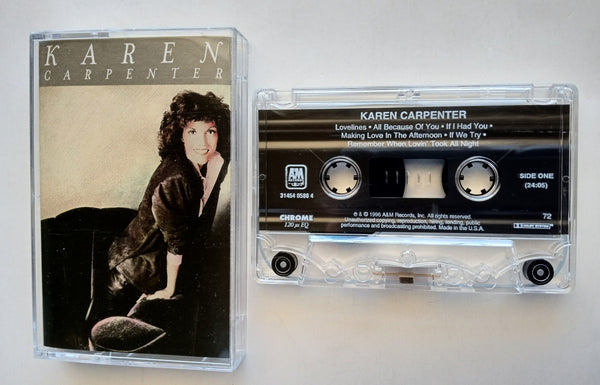 KAREN
CARPENTER
KAREN CARPENTER
Lovelines • All Because Of You • If I Had You •
Making Love In The Afternoon • If We Try •
Remember When Lovin' Took All Night
A&M
RECORDS
31454 0588 4
SIDE ONE
(24:05)
CHROME
120 µs EQ
℗ & © 1996 A&M Records, Inc. All rights reserved.
Unauthorized copying, reproduction, hiring, lending, public
performance and broadcasting prohibited. Made in the U.S.A.
72
DOLBY SYSTEM